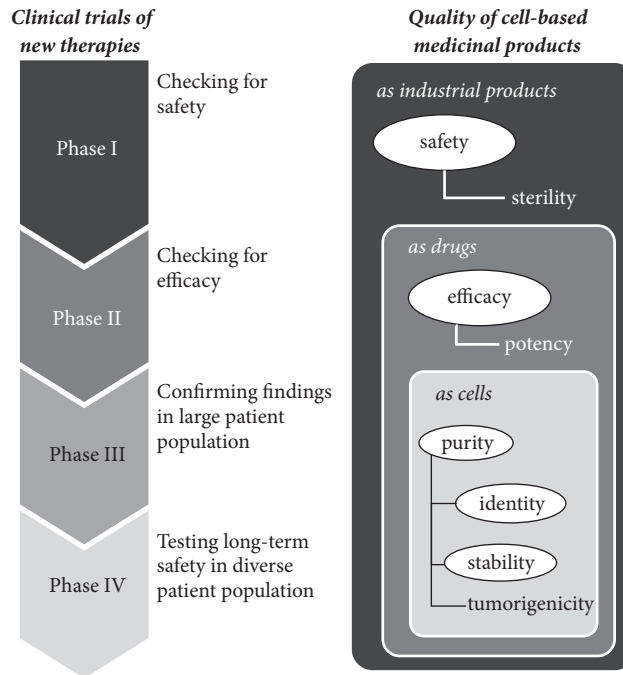 Clinical trials of
new therapies
Phase I
Checking for
safety
Phase II
Checking for
efficacy
Phase III
Confirming findings
in large patient
population
Phase IV
Testing long-term
safety in diverse
patient population
Quality of cell-based
medicinal products
as industrial products
safety
sterility
as drugs
efficacy
potency
as cells
purity
identity
stability
tumorigenicity